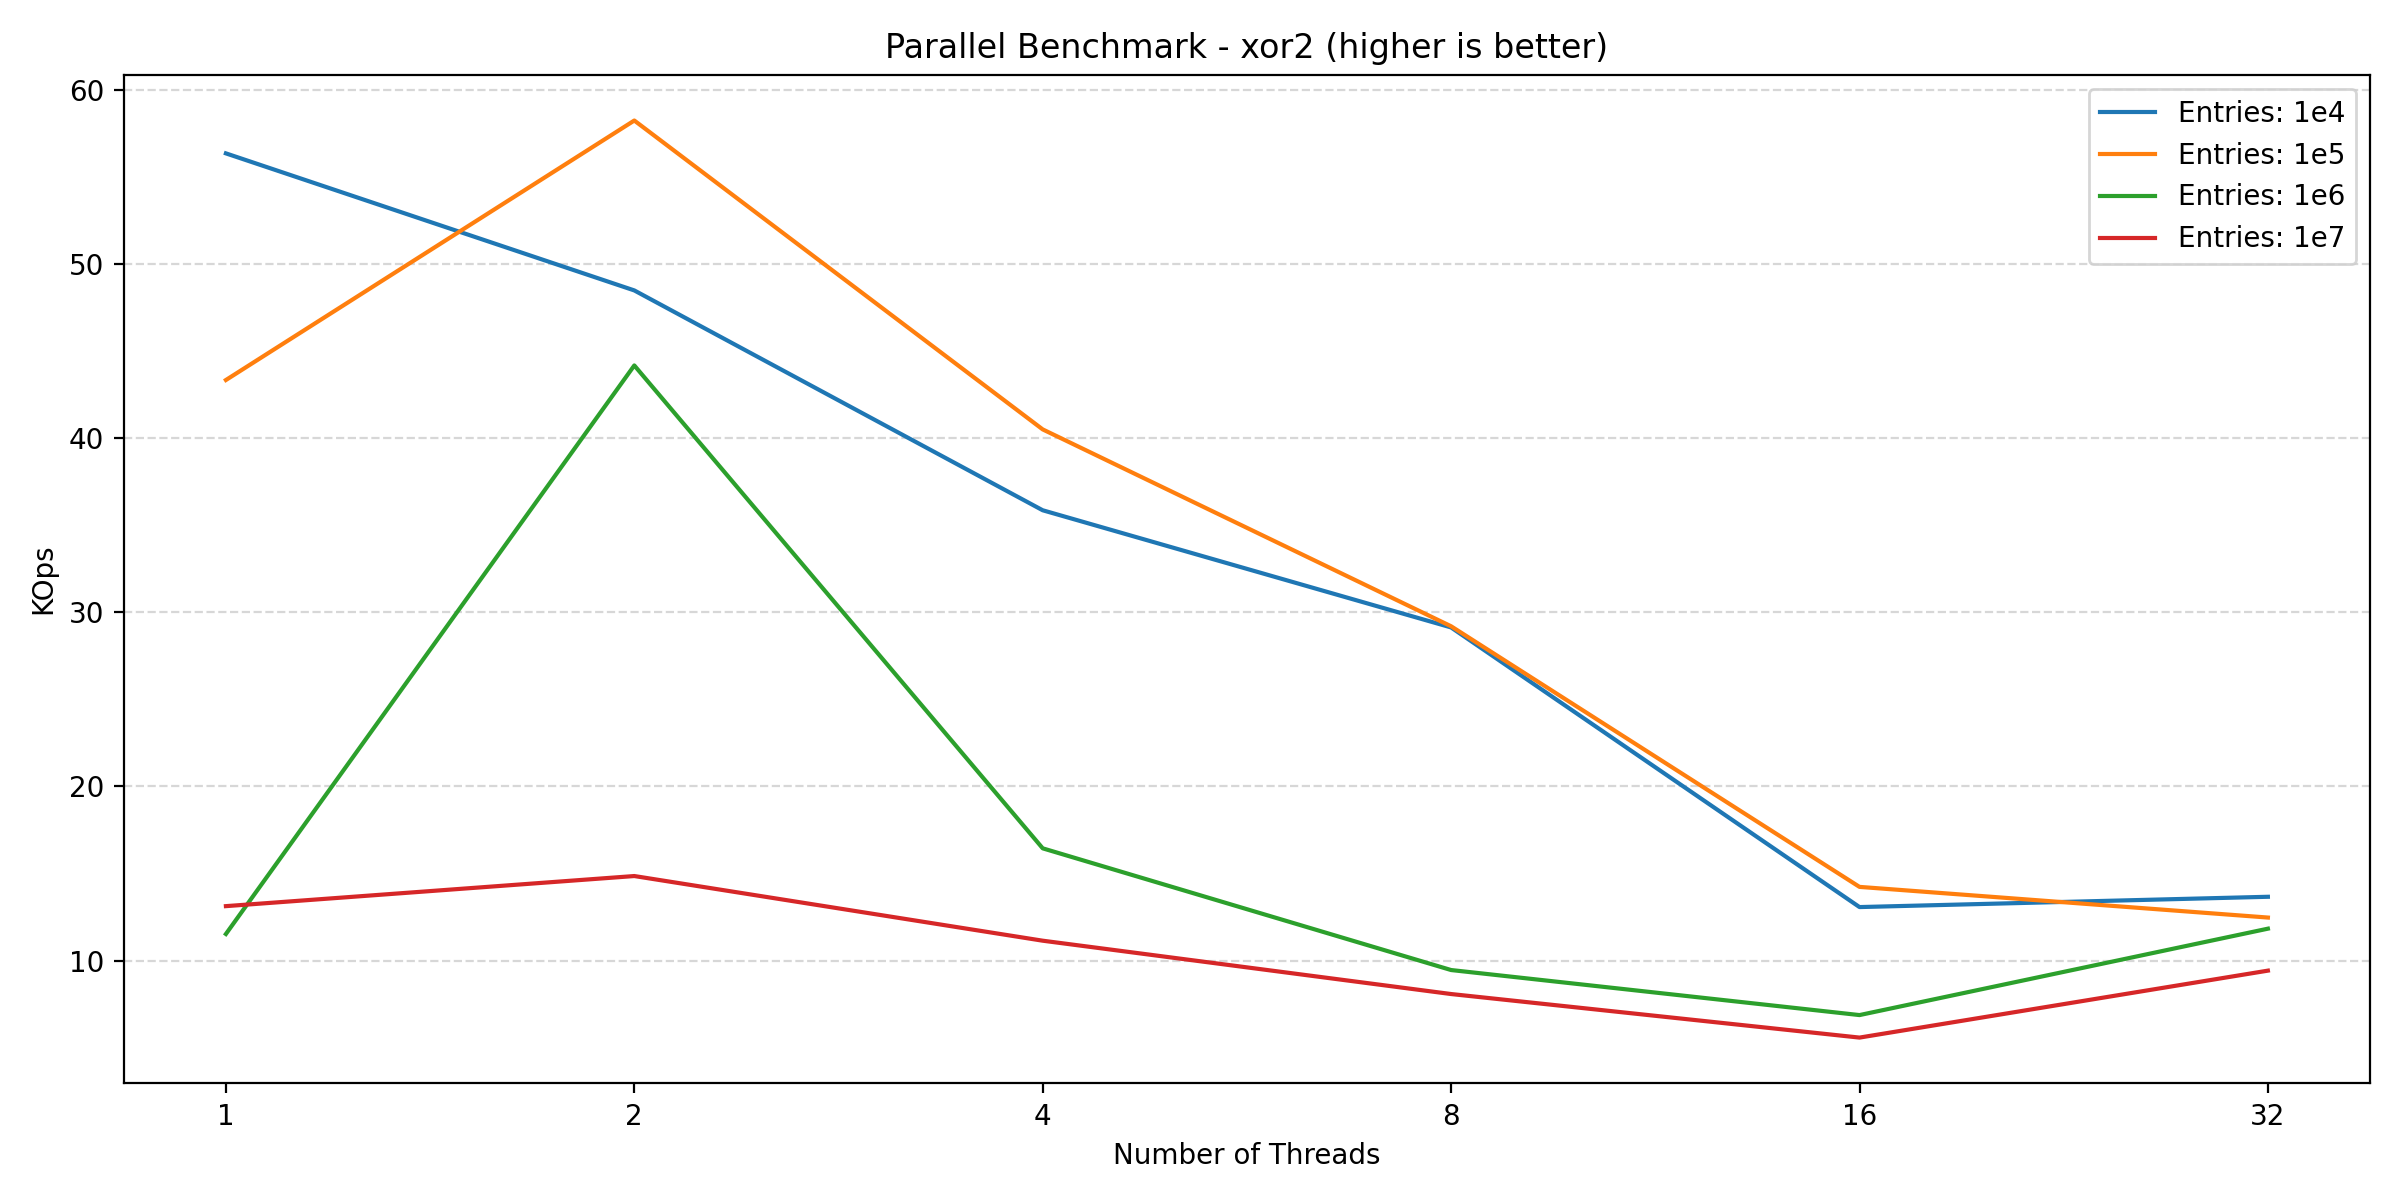 Parallel Benchmark - xor2 (higher is better)
60
50
40
30
20
10
KOps
Entries: 1e4
Entries: 1e5
Entries: 1e6
Entries: 1e7
1 2 4 8 16 32
Number of Threads